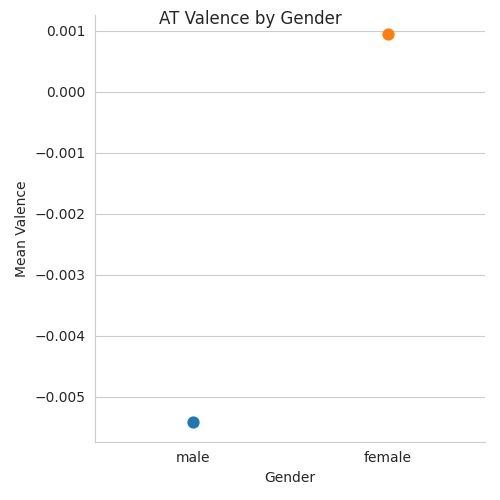 AT Valence by Gender
0.001
0.000
−0.001
−0.002
−0.003
−0.004
−0.005
Mean Valence
male female
Gender